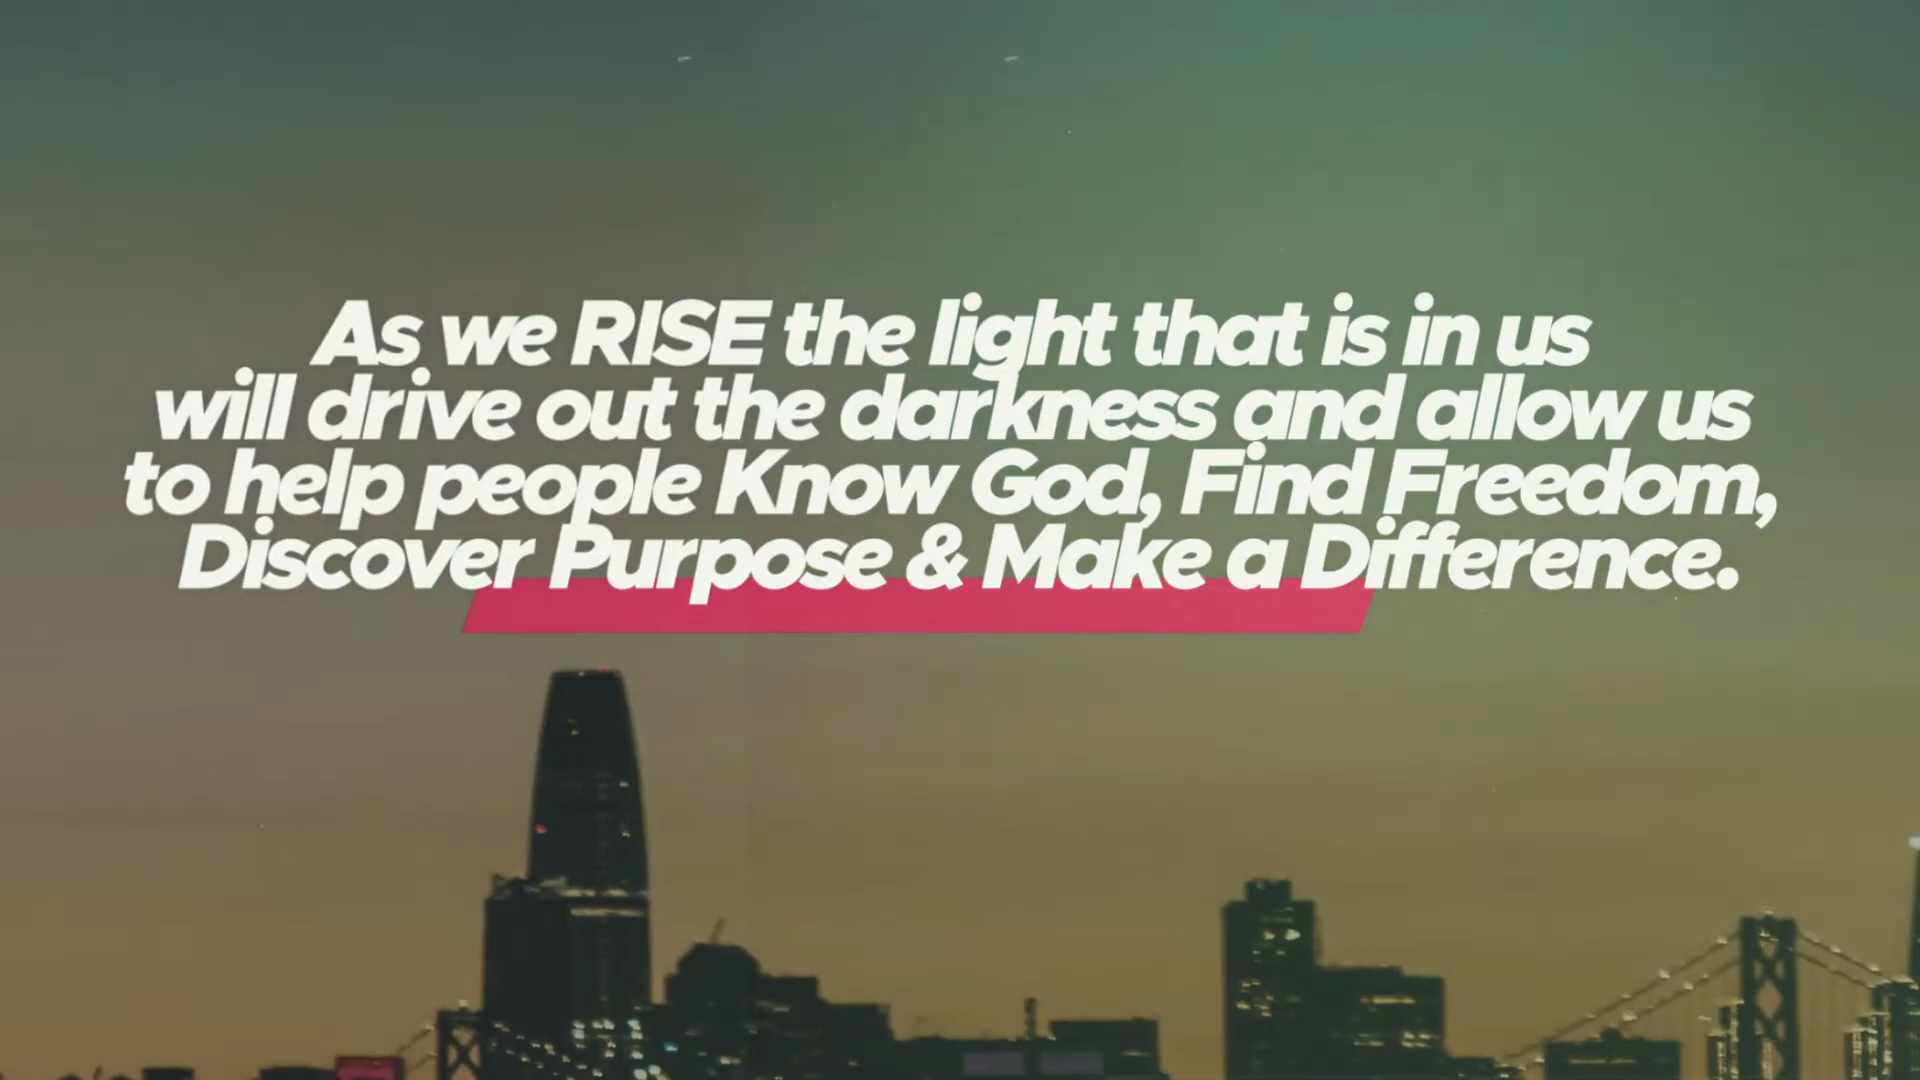 As we RISE the light that is in us
will drive out the darkness and allow us
to help people Know God, Find Freedom,
Discover Purpose & Make a Difference.